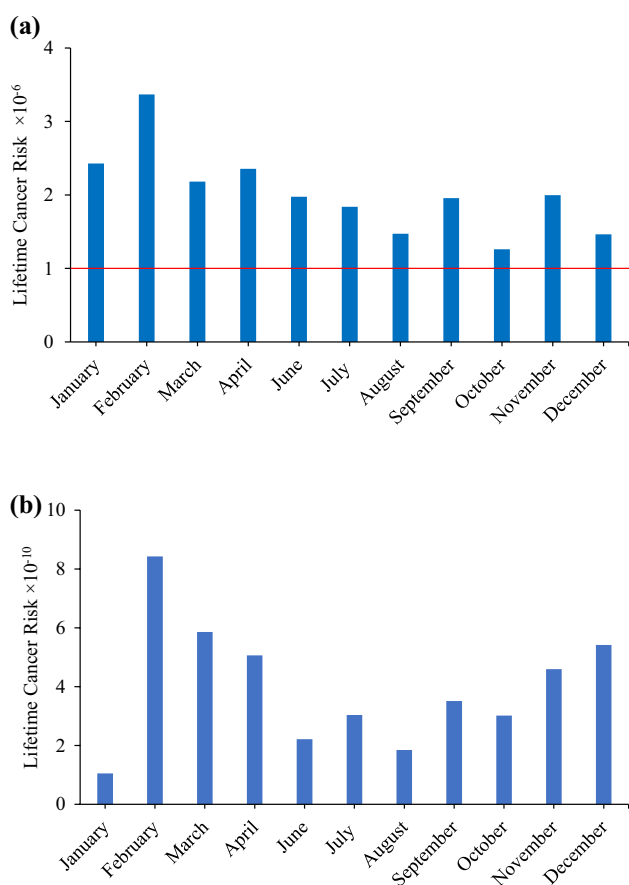 (a)
Lifetime Cancer Risk ×10⁻⁶
4
3
2
1
0
January
February
March
April
June
July
August
September
October
November
December
(b)
Lifetime Cancer Risk ×10⁻¹⁰
10
8
6
4
2
0
January
February
March
April
June
July
August
September
October
November
December